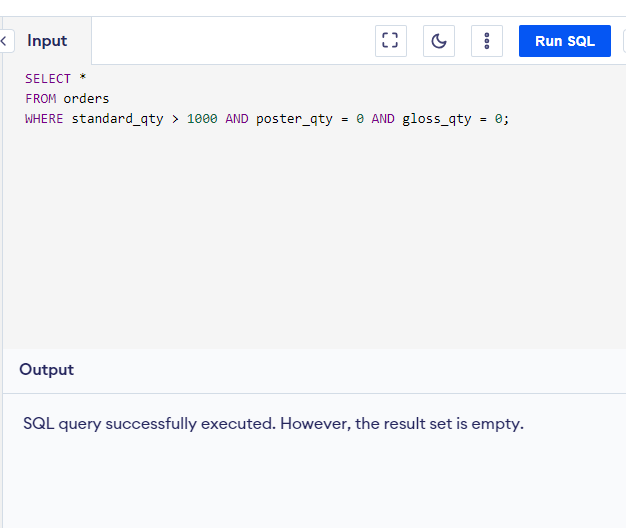 Input
Run SQL
SELECT *
FROM orders
WHERE standard_qty > 1000 AND poster_qty = 0 AND gloss_qty = 0;
Output
SQL query successfully executed. However, the result set is empty.